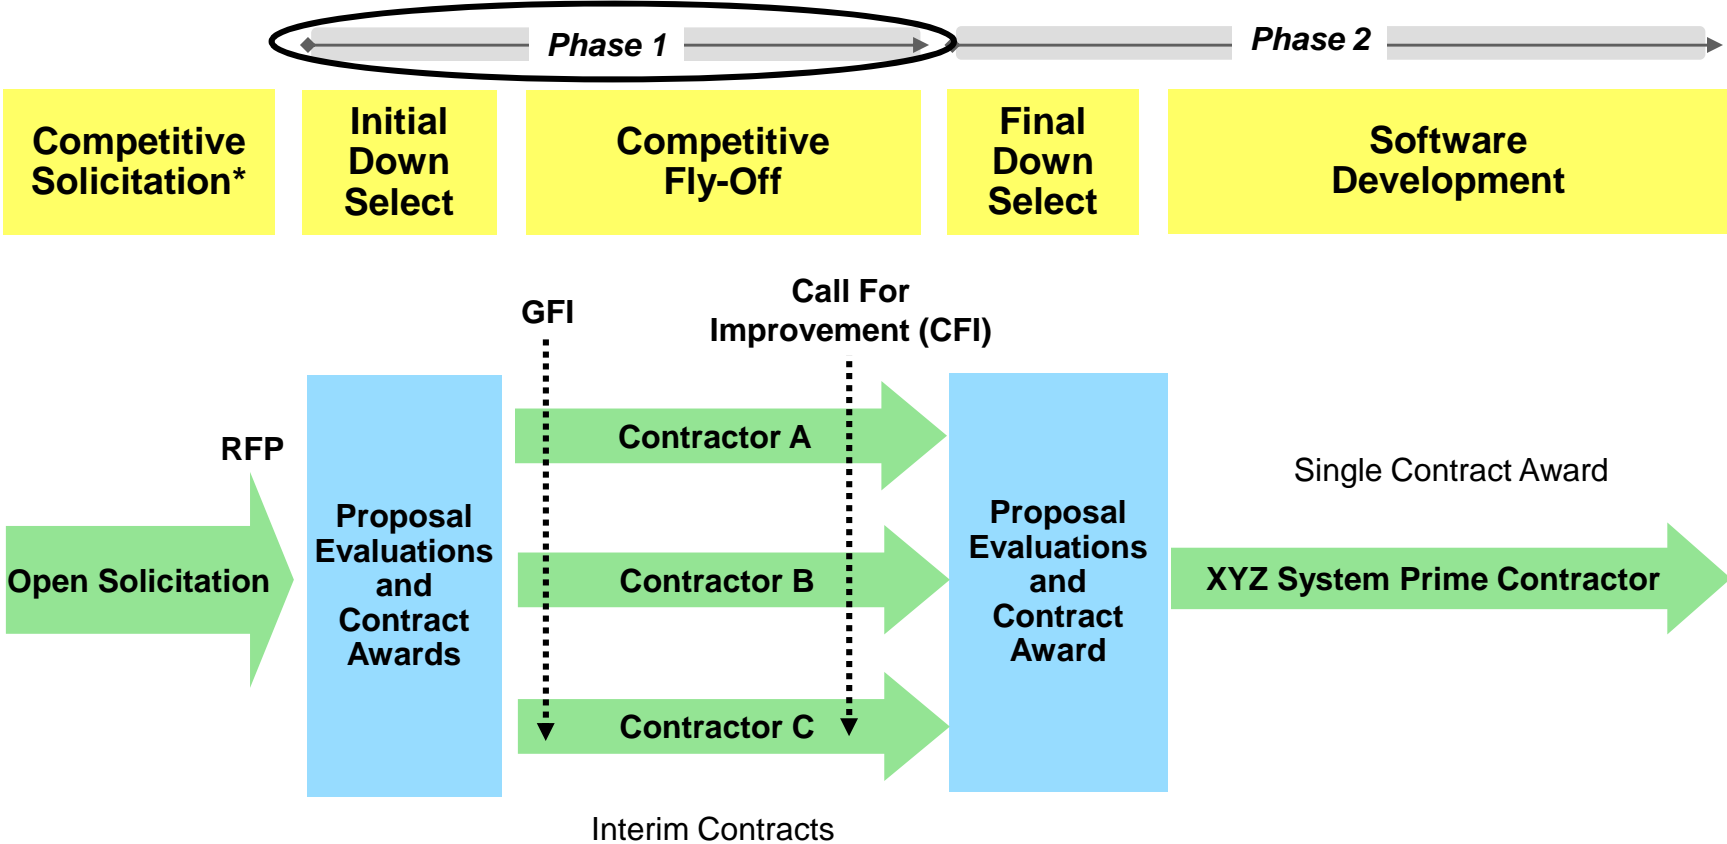 Phase 1
Phase 2
Competitive
Solicitation*
Initial
Down
Select
Competitive
Fly-Off
Final
Down
Select
Software
Development
GFI
Call For
Improvement (CFI)
RFP
Open Solicitation
Proposal
Evaluations
and
Contract
Awards
Contractor A
Contractor B
Contractor C
Interim Contracts
Proposal
Evaluations
and
Contract
Award
Single Contract Award
XYZ System Prime Contractor